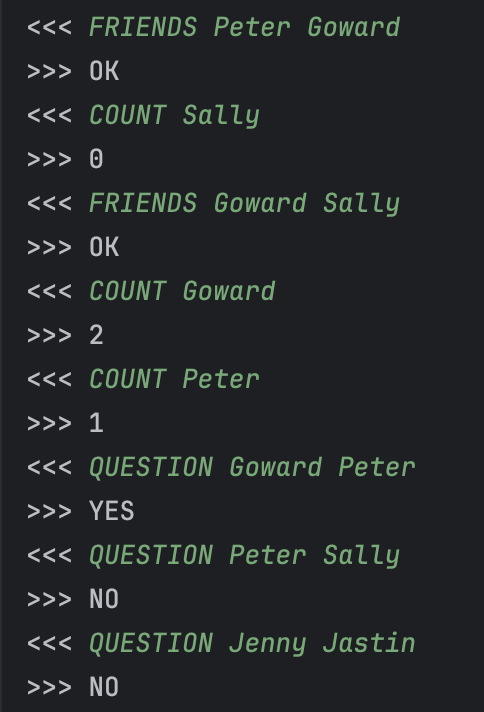 <<< FRIENDS Peter Goward
>>> OK
<<< COUNT Sally
>>> 0
<<< FRIENDS Goward Sally
>>> OK
<<< COUNT Goward
>>> 2
<<< COUNT Peter
>>> 1
<<< QUESTION Goward Peter
>>> YES
<<< QUESTION Peter Sally
>>> NO
<<< QUESTION Jenny Jastin
>>> NO